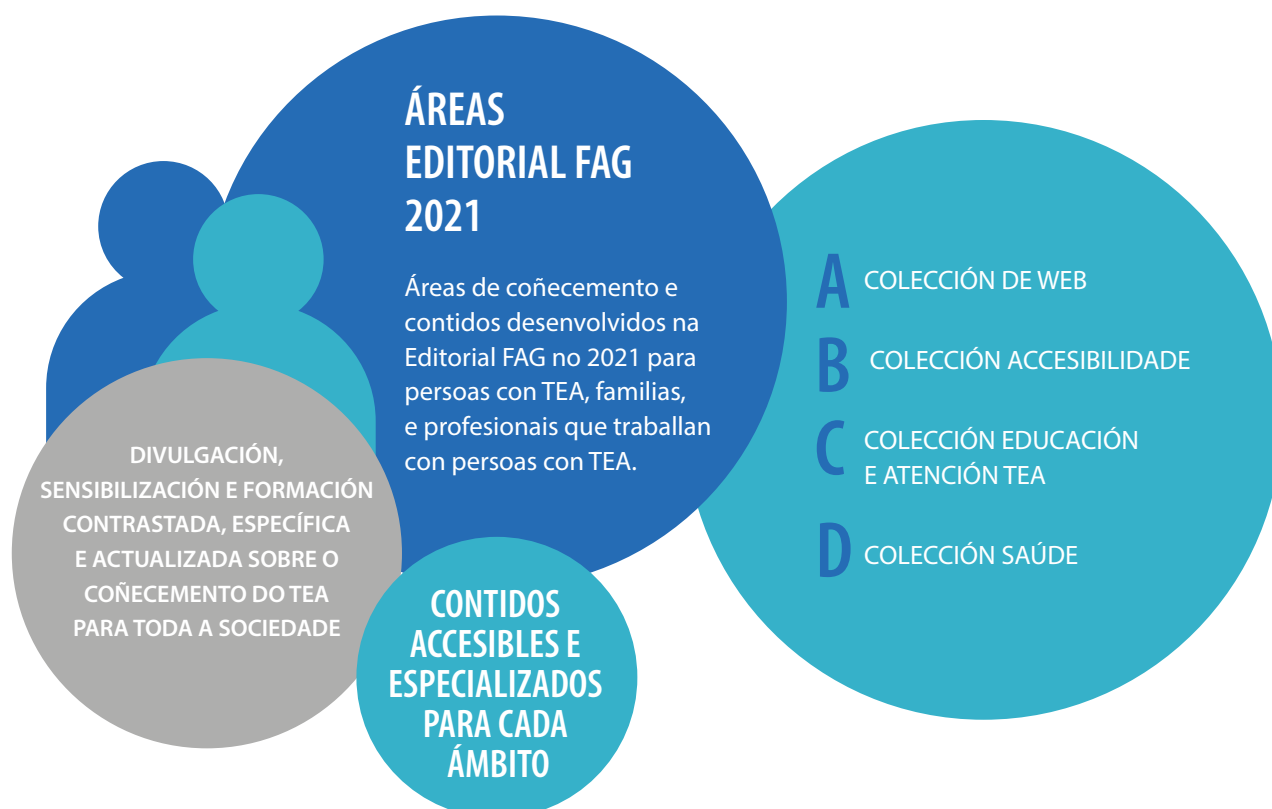 ÁREAS
EDITORIAL FAG
2021
Áreas de coñecemento e
contidos desenvolvidos na
Editorial FAG no 2021 para
persoas con TEA, familias,
e profesionais que traballan
con persoas con TEA.
A COLECCIÓN DE WEB
B COLECCIÓN ACCESIBILIDADE
C COLECCIÓN EDUCACIÓN
E ATENCIÓN TEA
D COLECCIÓN SAÚDE
DIVULGACIÓN,
SENSIBILIZACIÓN E FORMACIÓN
CONTRASTADA, ESPECÍFICA
E ACTUALIZADA SOBRE O
COÑECEMENTO DO TEA
PARA TODA A SOCIEDADE
CONTIDOS
ACCESIBLES E
ESPECIALIZADOS
PARA CADA
ÁMBITO